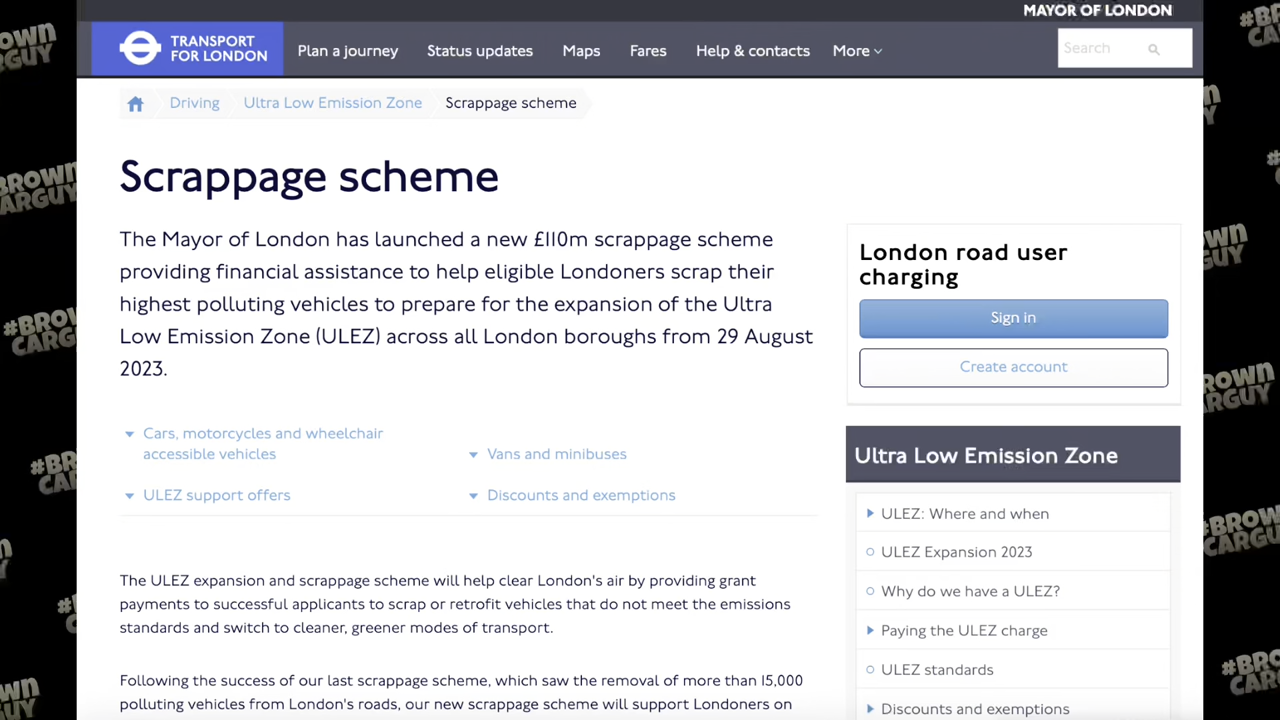 MAYOR OF LONDON
TRANSPORT
FOR LONDON
Plan a journey
Status updates
Maps
Fares
Help & contacts
More
Search
Driving
Ultra Low Emission Zone
Scrappage scheme
Scrappage scheme
The Mayor of London has launched a new £110m scrappage scheme
providing financial assistance to help eligible Londoners scrap their
highest polluting vehicles to prepare for the expansion of the Ultra
Low Emission Zone (ULEZ) across all London boroughs from 29 August
2023.
Cars, motorcycles and wheelchair
accessible vehicles
Vans and minibuses
ULEZ support offers
Discounts and exemptions
The ULEZ expansion and scrappage scheme will help clear London's air by providing grant
payments to successful applicants to scrap or retrofit vehicles that do not meet the emissions
standards and switch to cleaner, greener modes of transport.
Following the success of our last scrappage scheme, which saw the removal of more than 15,000
polluting vehicles from London's roads, our new scrappage scheme will support Londoners on
London road user
charging
Sign in
Create account
Ultra Low Emission Zone
ULEZ: Where and when
ULEZ Expansion 2023
Why do we have a ULEZ?
Paying the ULEZ charge
ULEZ standards
Discounts and exemptions
#BROWN
CARGUY